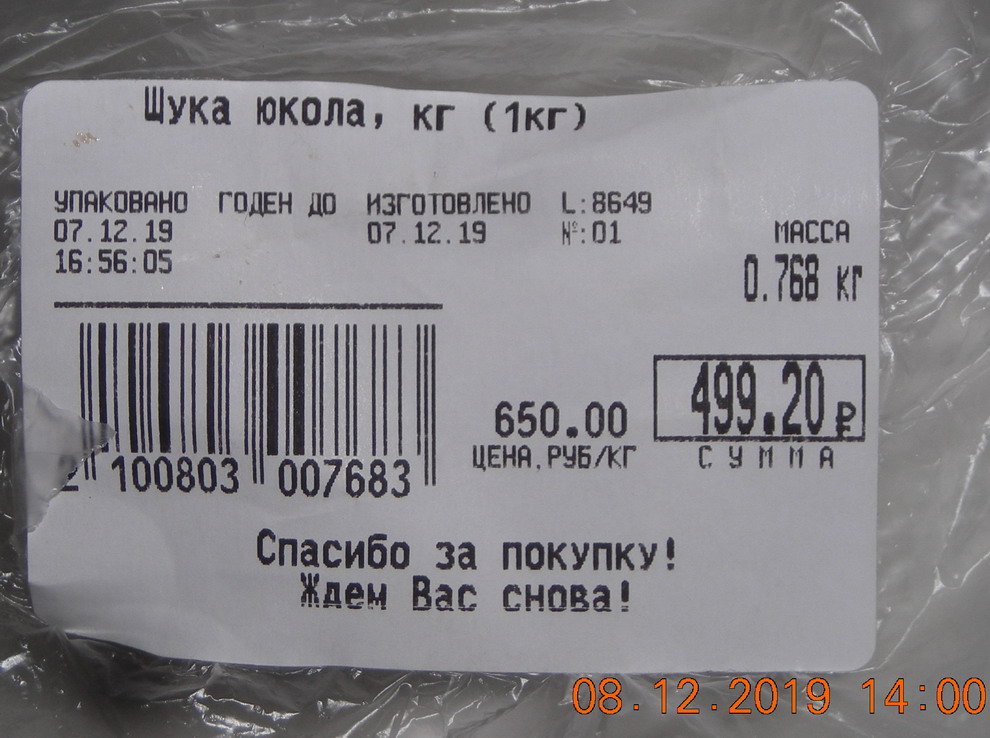 Щука юкола, кг (1кг)
УПАКОВАНО ГОДЕН ДО ИЗГОТОВЛЕНО L:8649
07.12.19 07.12.19 №:01
16:56:05
МАССА
0.768 кг
650.00
ЦЕНА,РУБ/КГ
499.20 ₽
СУММА
2 100803 007683
Спасибо за покупку!
Ждем Вас снова!
08.12.2019 14:00